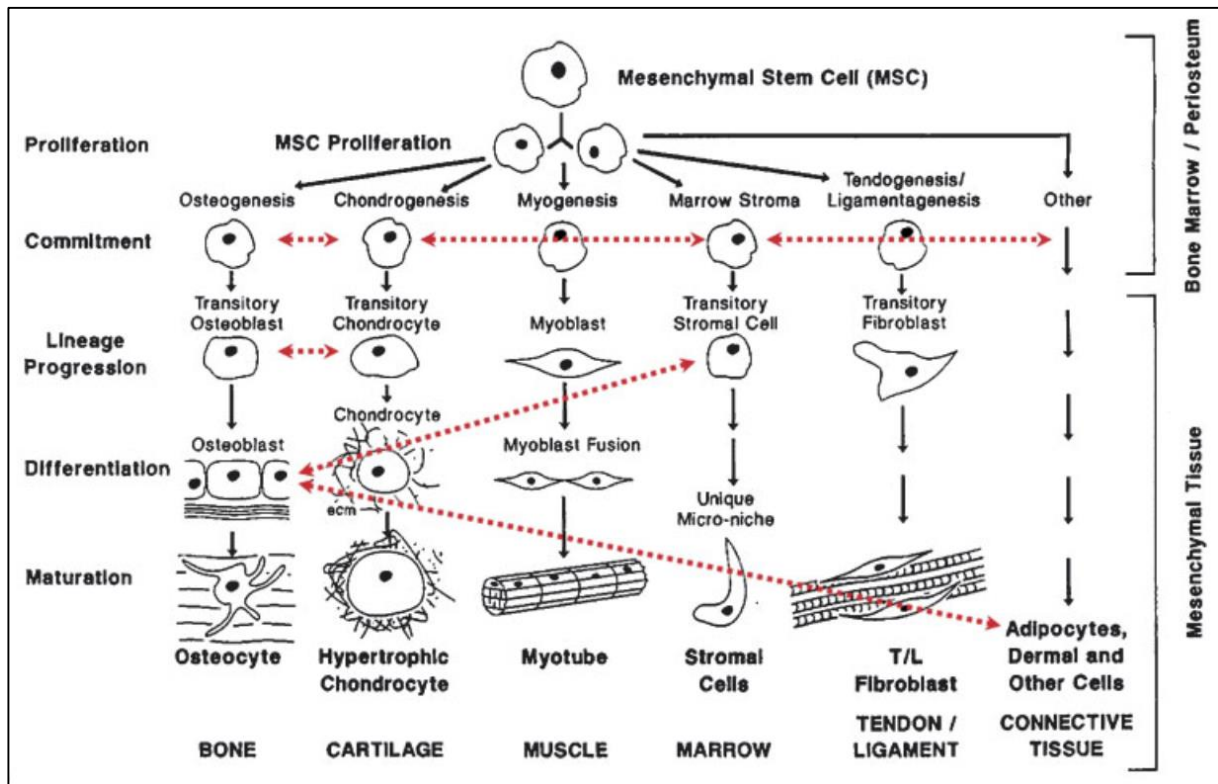 Mesenchymal Stem Cell (MSC)
Proliferation
MSC Proliferation
Osteogenesis
Chondrogenesis
Myogenesis
Marrow Stroma
Tendogenesis/
Ligamentagenesis
Other
Commitment
Transitory
Osteoblast
Transitory
Chondrocyte
Myoblast
Transitory
Stromal Cell
Transitory
Fibroblast
Lineage
Progression
Chondrocyte
Osteoblast
Myoblast Fusion
Differentiation
ecm
Unique
Micro-niche
Maturation
Osteocyte
Hypertrophic
Chondrocyte
Myotube
Stromal
Cells
T/L
Fibroblast
Adipocytes,
Dermal and
Other Cells
BONE
CARTILAGE
MUSCLE
MARROW
TENDON /
LIGAMENT
CONNECTIVE
TISSUE
Bone Marrow / Periosteum
Mesenchymal Tissue